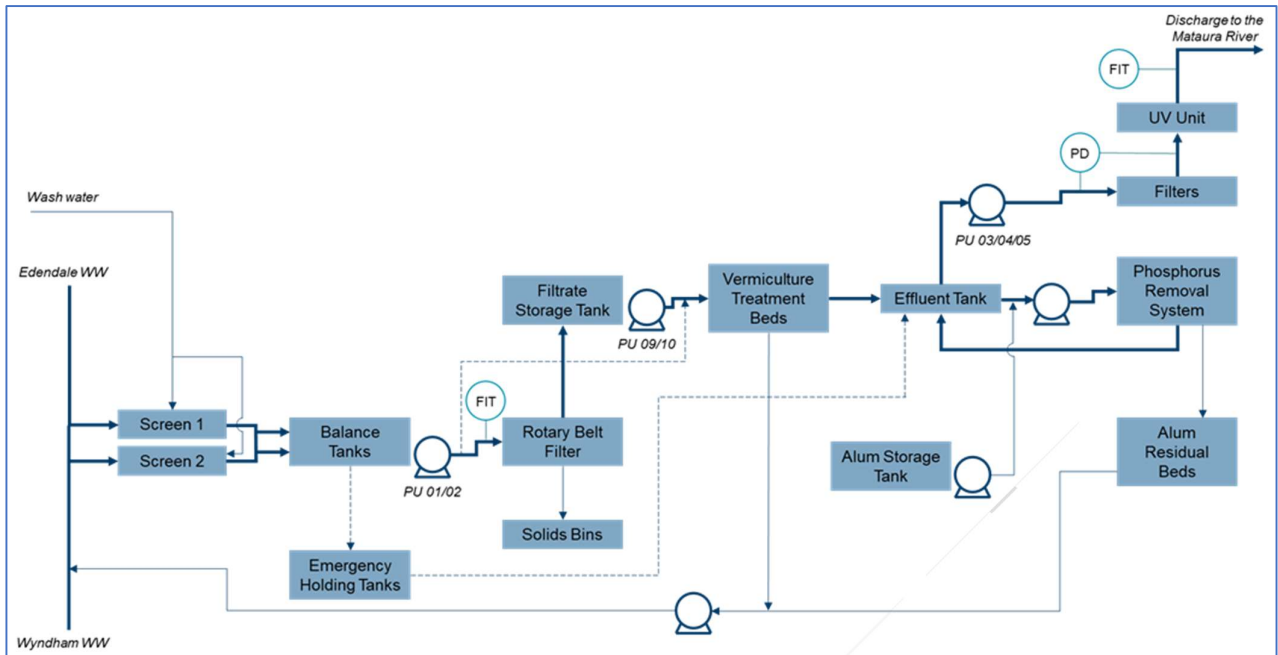 Discharge to the
Mataura River
FIT
UV Unit
PD
Filters
Wash water
PU 03/04/05
Edendale WW
Filtrate
Storage Tank
Vermiculture
Treatment
Beds
Effluent Tank
Phosphorus
Removal
System
PU 09/10
FIT
Screen 1
Screen 2
Balance
Tanks
Rotary Belt
Filter
Alum Storage
Tank
Alum
Residual
Beds
PU 01/02
Solids Bins
Emergency
Holding Tanks
Wyndham WW